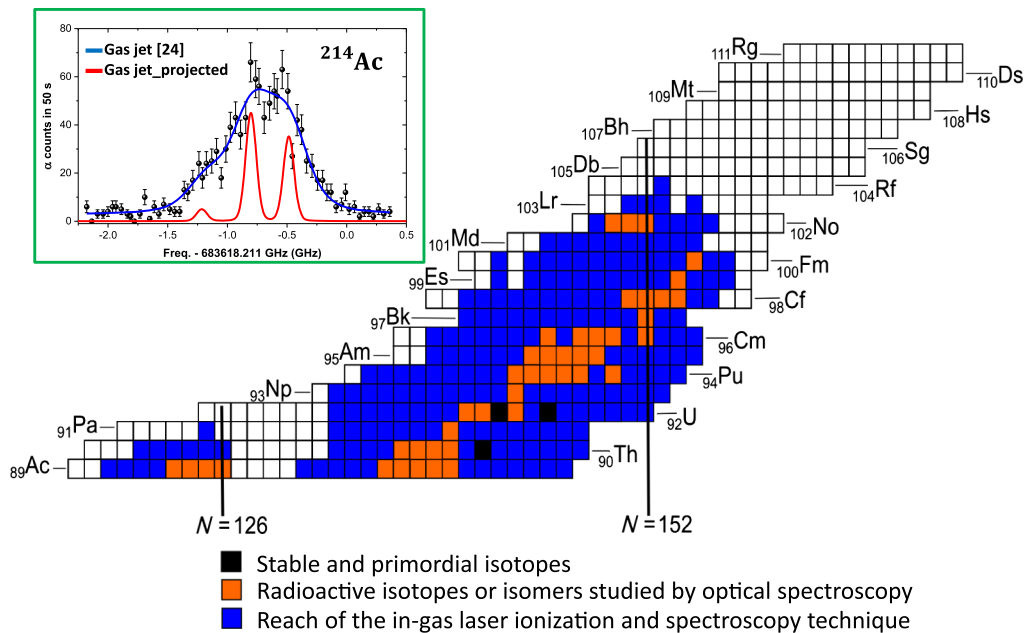 80
60
40
20
0
α counts in 50 s
Gas jet [24]
Gas jet_projected
²¹⁴Ac
-2.0 -1.5 -1.0 -0.5 0.0 0.5
Freq. - 683618.211 GHz (GHz)
₁₁₁Rg
₁₁₀Ds
₁₀₉Mt
₁₀₈Hs
₁₀₇Bh
₁₀₆Sg
₁₀₅Db
₁₀₄Rf
₁₀₃Lr
₁₀₂No
₁₀₁Md
₁₀₀Fm
₉₉Es
₉₈Cf
₉₇Bk
₉₆Cm
₉₅Am
₉₄Pu
₉₃Np
₉₂U
₉₁Pa
₉₀Th
₈₉Ac
N = 126
N = 152
Stable and primordial isotopes
Radioactive isotopes or isomers studied by optical spectroscopy
Reach of the in-gas laser ionization and spectroscopy technique